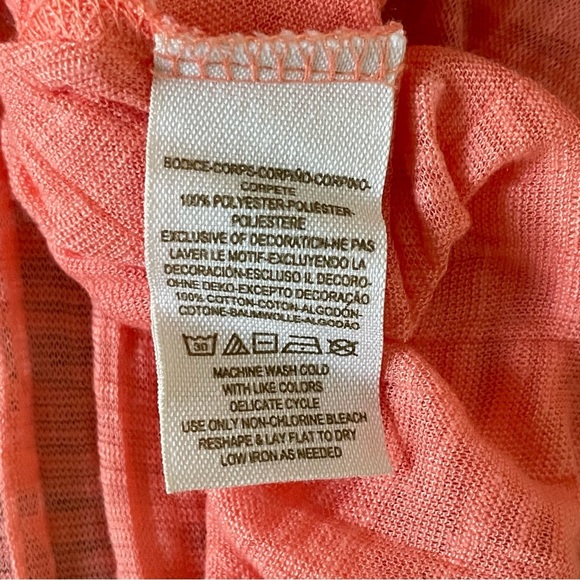 BODICE-CORPS-CORPIÑO-CORPINO-
CORPETE
100% POLYESTER-POLIÉSTER-
POLIESTERE
EXCLUSIVE OF DECORATION-NE PAS
LAVER LE MOTIF-EXCLUYENDO LA
DECORACIÓN-ESCLUSO IL DECORO-
OHNE DEKO-EXCEPTO DECORAÇÃO
100% COTTON-COTON-ALGODÓN-
COTONE-BAUMWOLLE-ALGODÃO
30
MACHINE WASH COLD
WITH LIKE COLORS
DELICATE CYCLE
USE ONLY NON-CHLORINE BLEACH
RESHAPE & LAY FLAT TO DRY
LOW IRON AS NEEDED